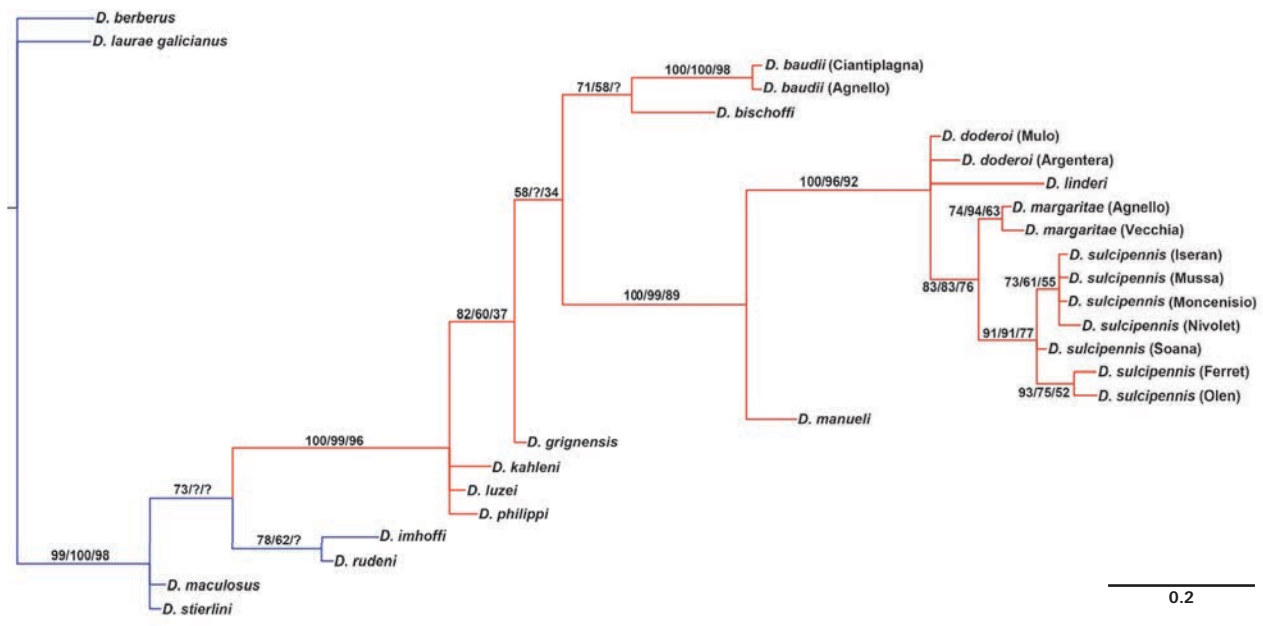 D. berberus
D. laurae galicianus
100/100/98
D. baudii (Ciantiplagna)
71/58/?
D. baudii (Agnello)
D. bischoffi
D. doderoi (Mulo)
D. doderoi (Argentera)
100/96/92
D. linderi
58/?/34
74/94/63
D. margaritae (Agnello)
D. margaritae (Vecchia)
D. sulcipennis (Iseran)
73/61/55
D. sulcipennis (Mussa)
83/83/76
100/99/89
D. sulcipennis (Moncenisio)
82/60/37
D. sulcipennis (Nivolet)
91/91/77
D. sulcipennis (Soana)
D. sulcipennis (Ferret)
93/75/52
D. sulcipennis (Olen)
D. manueli
100/99/96
D. grignensis
D. kahleni
73/?/?
D. luzei
D. philippi
78/62/?
D. imhoffi
99/100/98
D. rudeni
D. maculosus
D. stierlini
0.2